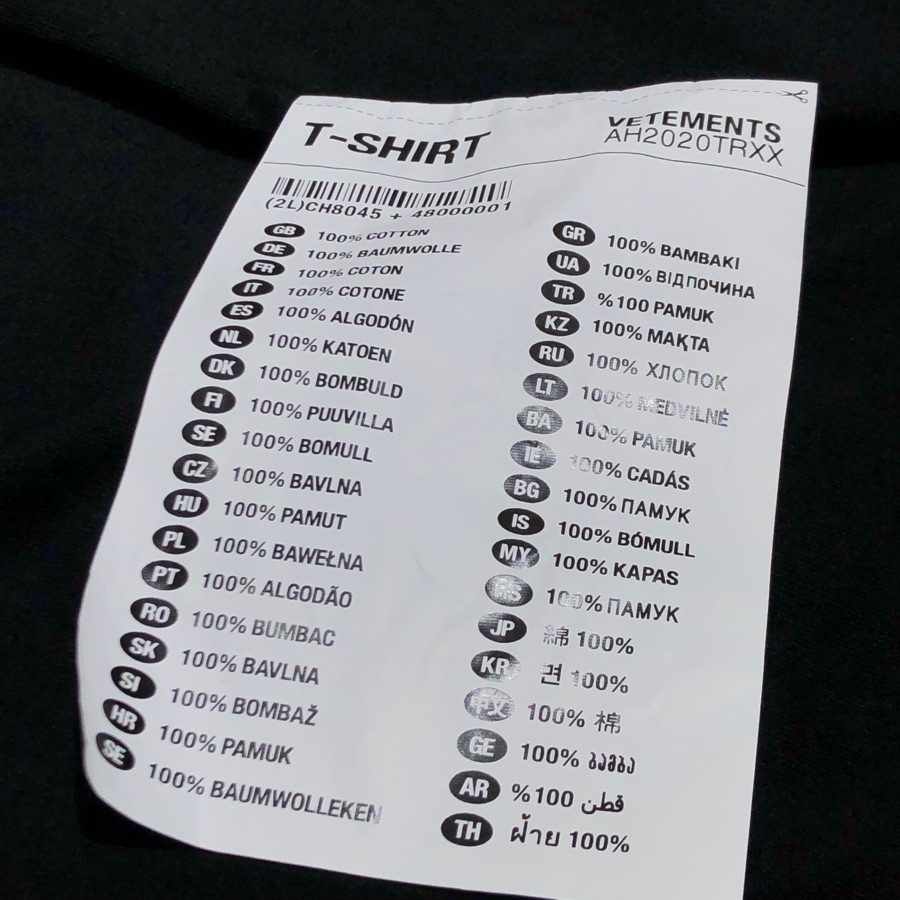 T-SHIRT
VETEMENTS
AH2020TRXX
(2L)CH8045 + 48000001
GB 100% COTTON
DE 100% BAUMWOLLE
FR 100% COTON
IT 100% COTONE
ES 100% ALGODÓN
NL 100% KATOEN
DK 100% BOMBULD
FI 100% PUUVILLA
SE 100% BOMULL
CZ 100% BAVLNA
HU 100% PAMUT
PL 100% BAWEŁNA
PT 100% ALGODÃO
RO 100% BUMBAC
SK 100% BAVLNA
SI 100% BOMBAŽ
HR 100% PAMUK
SE 100% BAUMWOLLEKEN
GR 100% BAMBAKI
UA 100% ВІДПОЧИНА
TR %100 PAMUK
KZ 100% МАҚТА
RU 100% ХЛОПОК
LT 100% MEDVILNĖ
BA 100% PAMUK
IE 100% CADÁS
BG 100% ПАМУК
IS 100% BÓMULL
MY 100% KAPAS
RS 100% ПАМУК
JP 綿 100%
KR 면 100%
中文 100% 棉
GE 100% ბამბა
AR %100 قطن
TH ฝ้าย 100%